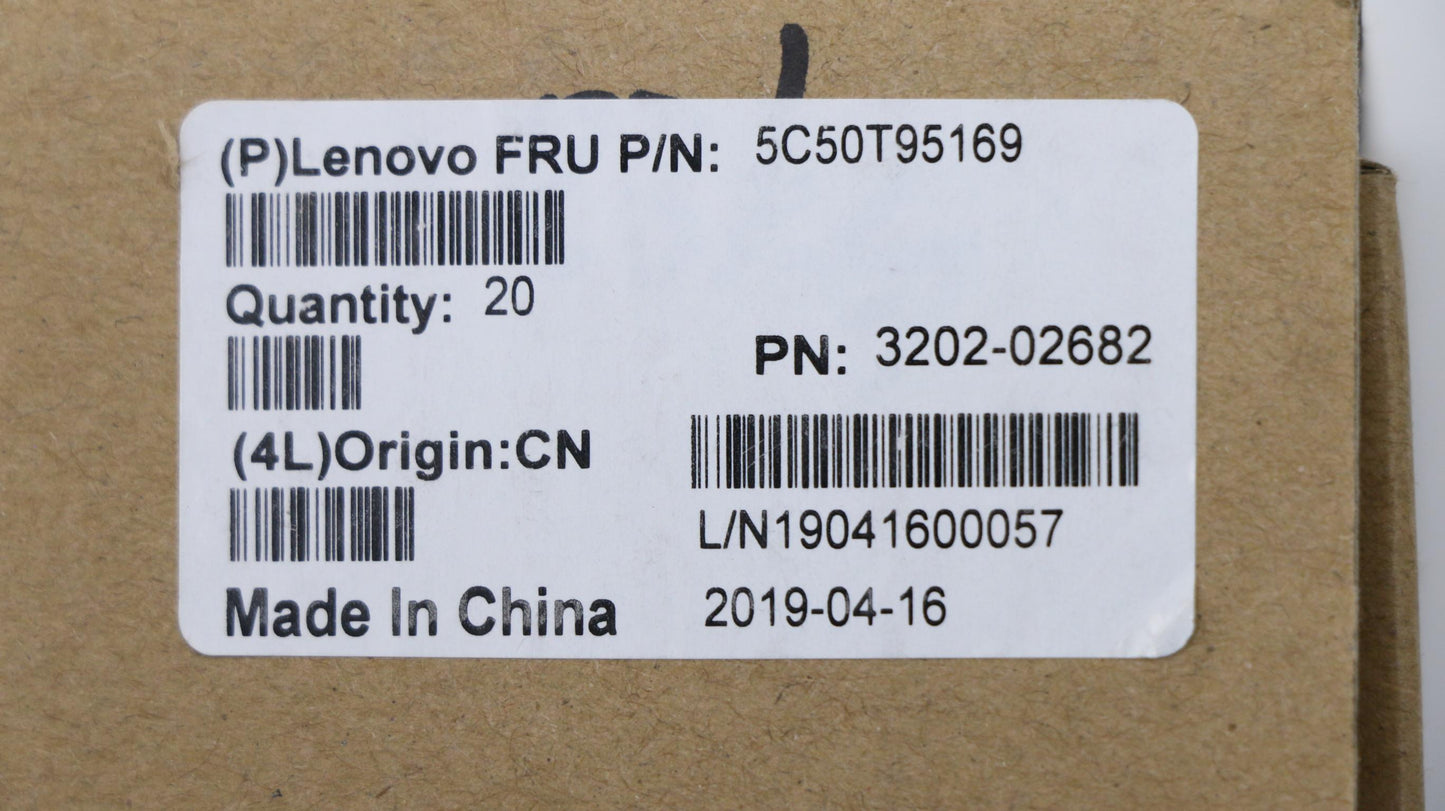 (P)Lenovo FRU P/N: 5C50T95169
Quantity: 20
PN: 3202-02682
(4L)Origin:CN
L/N19041600057
Made In China 2019-04-16